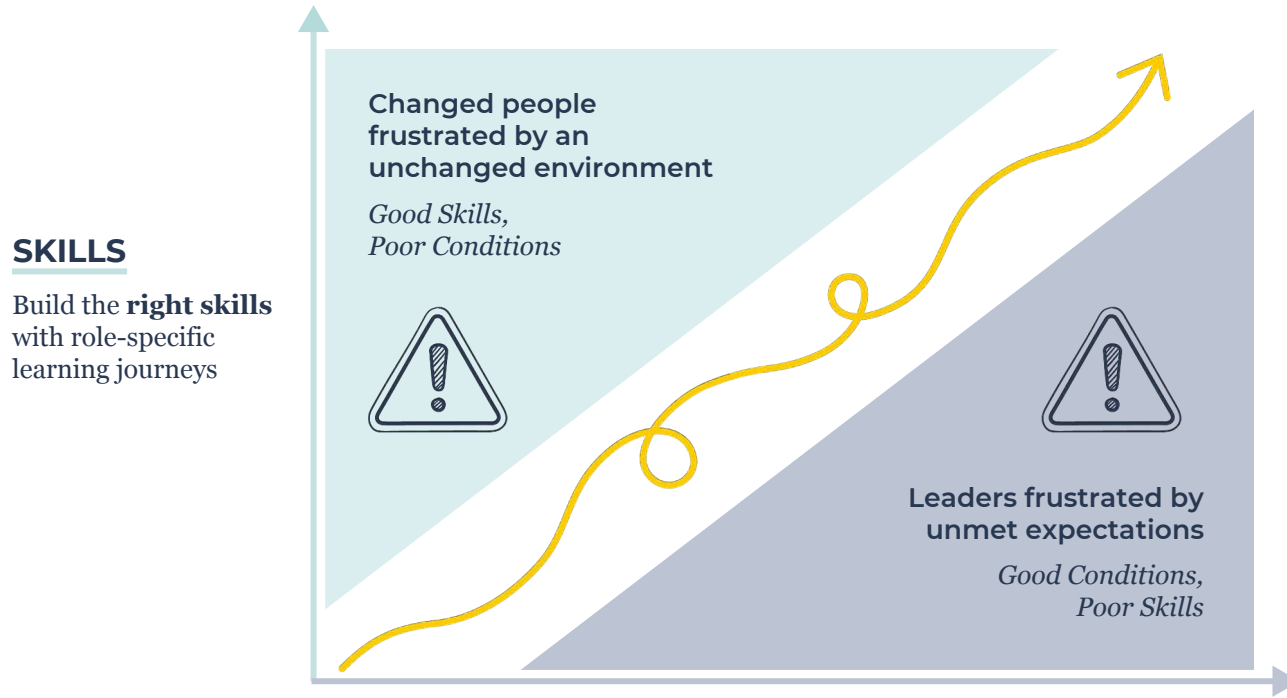 Changed people
frustrated by an
unchanged environment
Good Skills,
Poor Conditions
SKILLS
Build the right skills
with role-specific
learning journeys
Leaders frustrated by
unmet expectations
Good Conditions,
Poor Skills